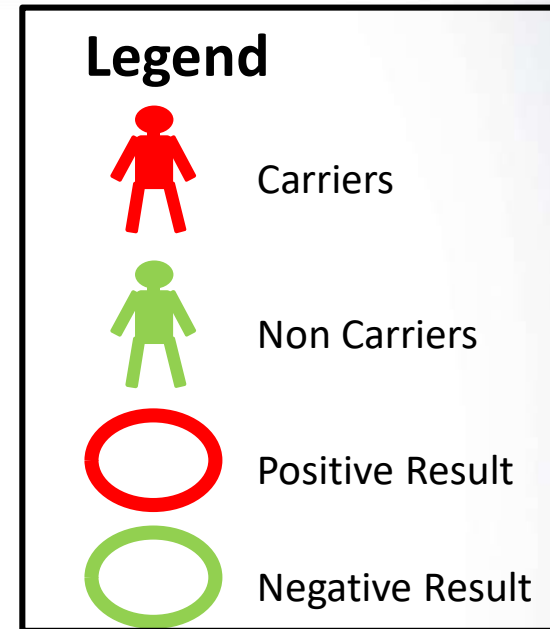 Legend
Carriers
Non Carriers
Positive Result
Negative Result